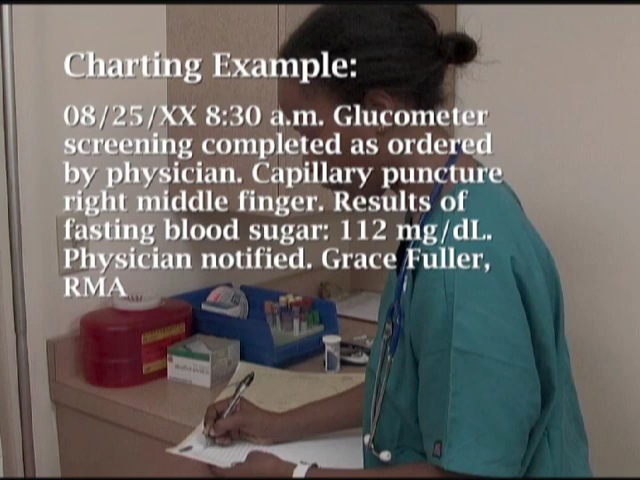 Charting Example:
08/25/XX 8:30 a.m. Glucometer
screening completed as ordered
by physician. Capillary puncture
right middle finger. Results of
fasting blood sugar: 112 mg/dL.
Physician notified. Grace Fuller,
RMA